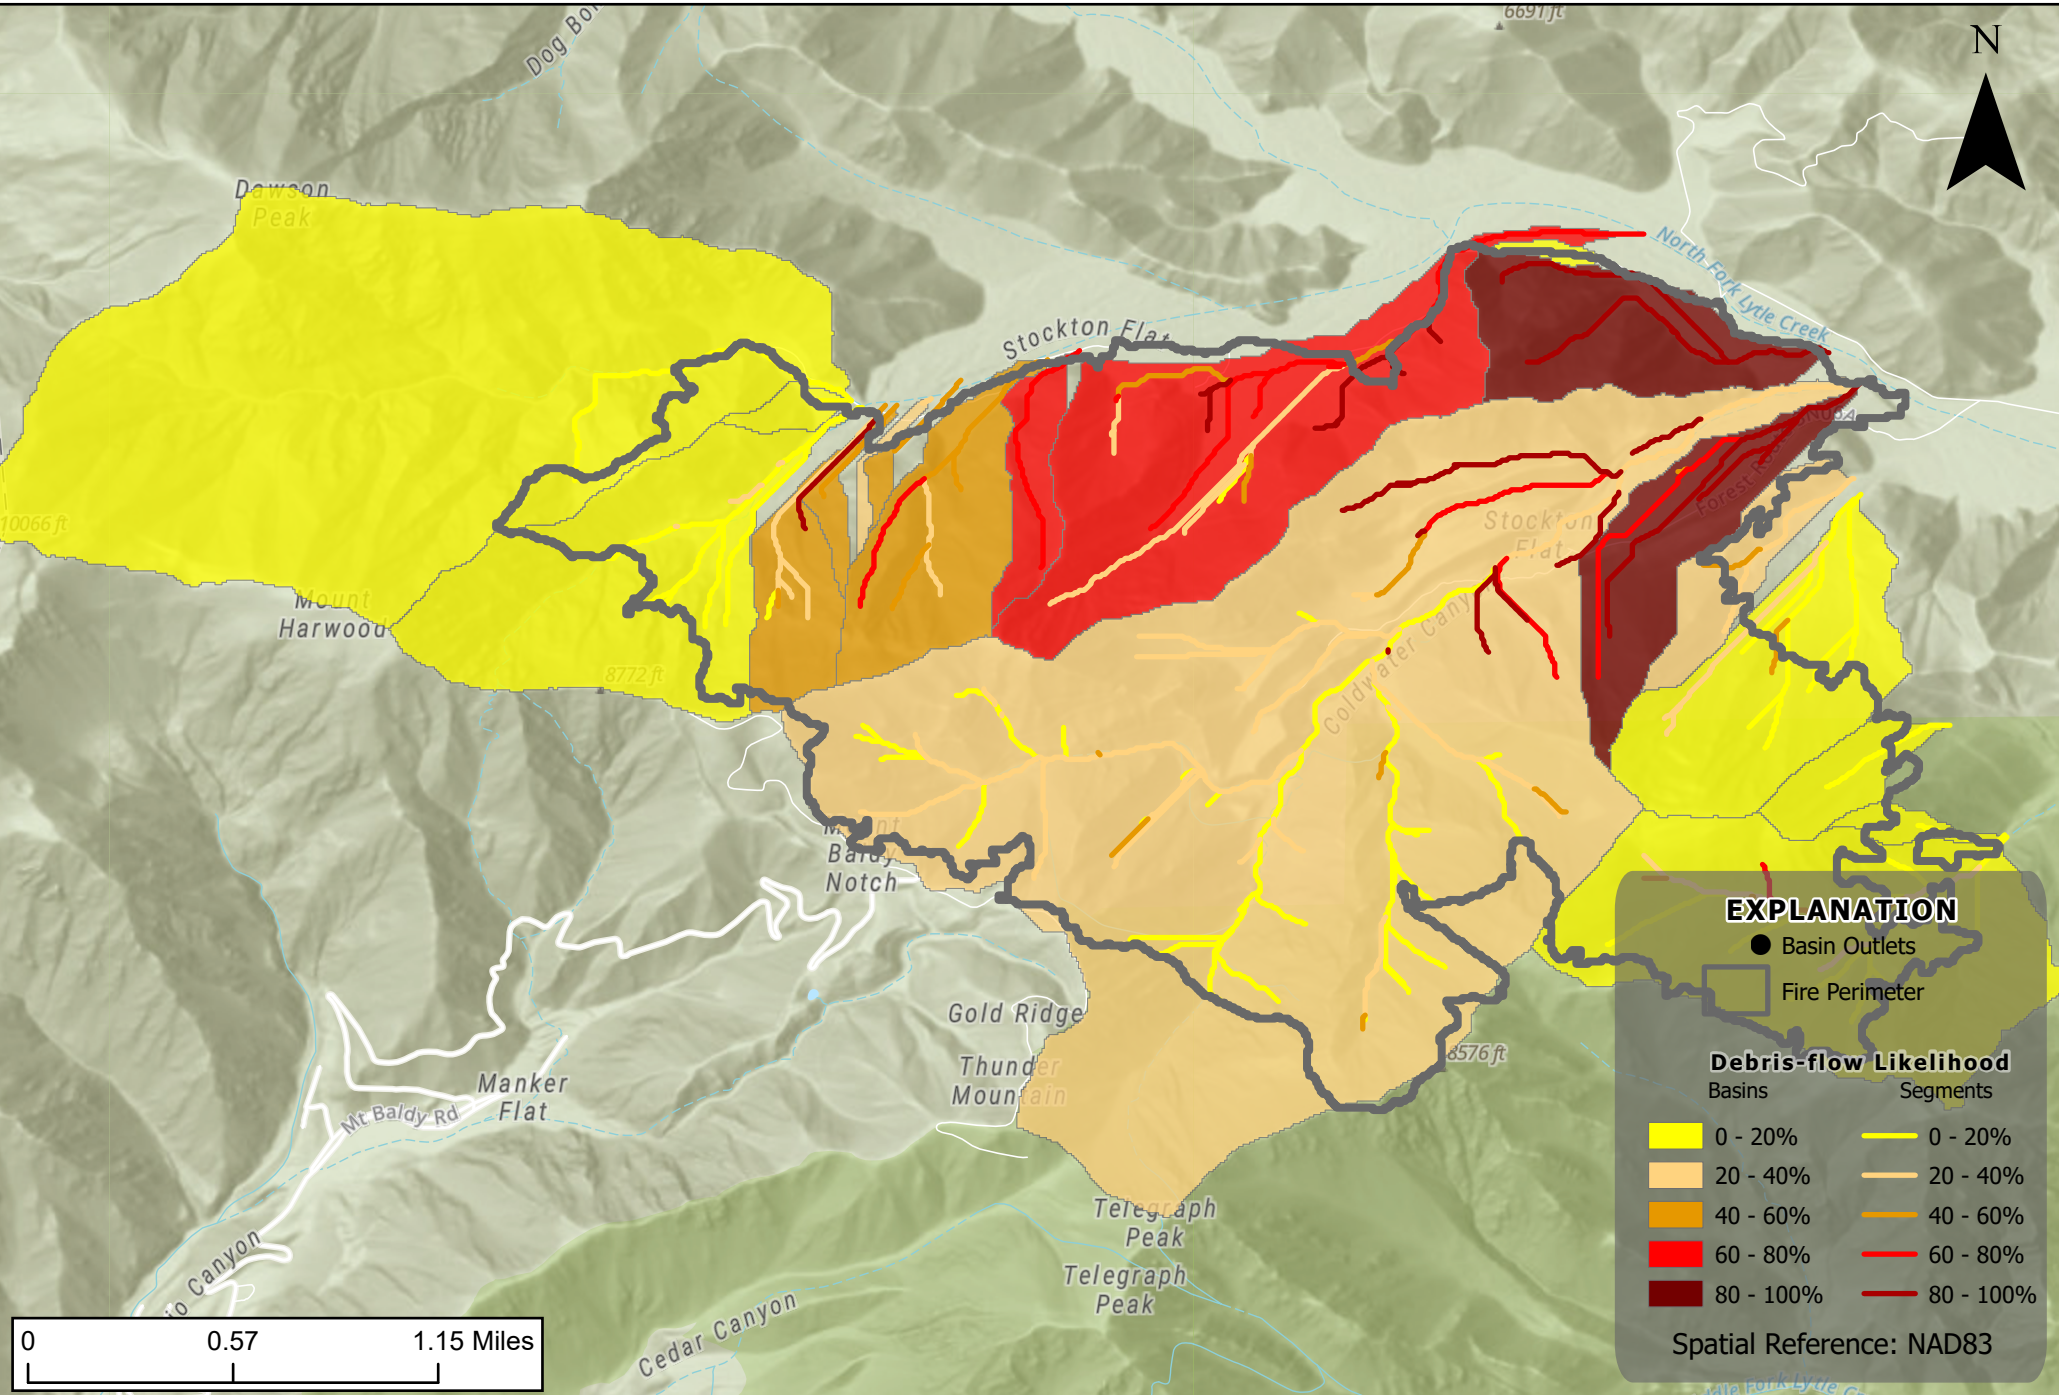 6691 ft
N
Dawson
Peak
North Fork Lytle Creek
Stockton Flat
10066 ft
Stockton
Flat
Mount
Harwood
8772 ft
Coldwater Cany
Mount
Baldy
Notch
Gold Ridge
Thunder
Mountain
8576 ft
Manker
Flat
Mt Baldy Rd
Telegraph
Peak
Telegraph
Peak
Canyon
Cedar Canyon
EXPLANATION
Basin Outlets
Fire Perimeter
Debris-flow Likelihood
Basins Segments
0 - 20% 0 - 20%
20 - 40% 20 - 40%
40 - 60% 40 - 60%
60 - 80% 60 - 80%
80 - 100% 80 - 100%
Spatial Reference: NAD83
0 0.57 1.15 Miles